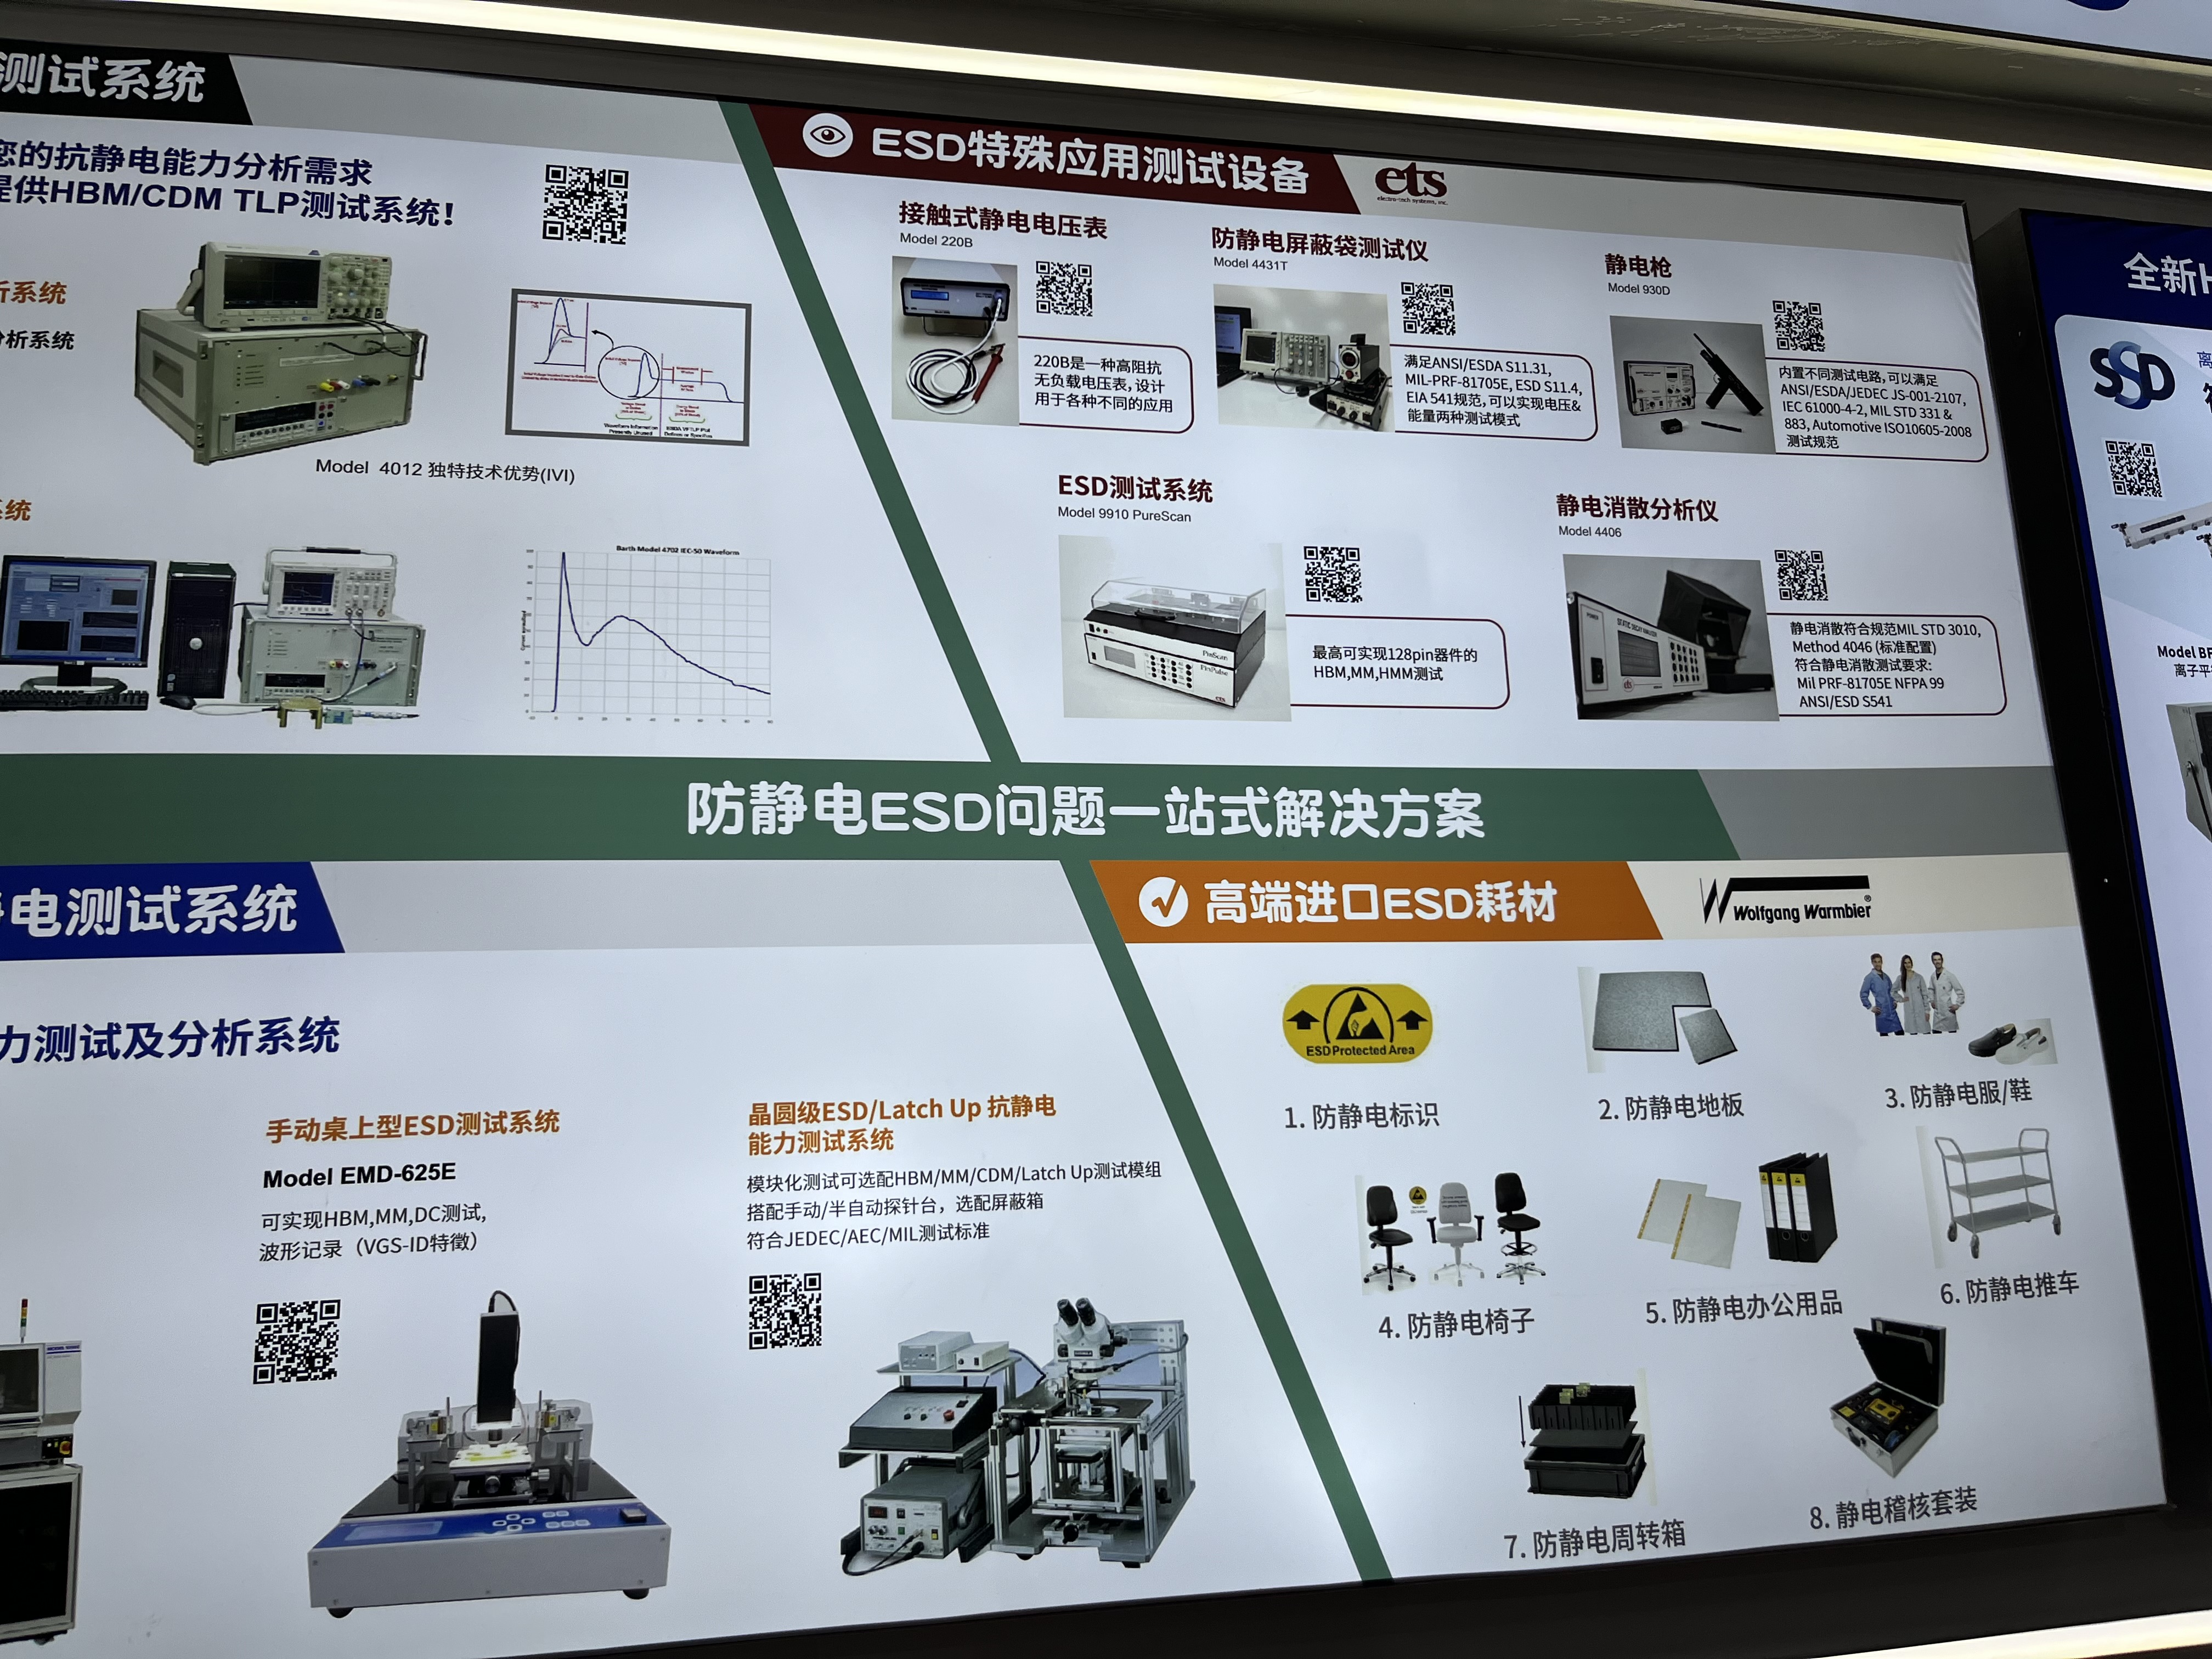 测试系统
您的抗静电能力分析需求
提供HBM/CDM TLP测试系统!
析系统
分析系统
Model 4012 独特技术优势(IVI)
系统
Barth Model 4702 IEC-50 Waveform
ESD特殊应用测试设备
ets
electro-tech systems, inc.
接触式静电电压表
Model 220B
220B是一种高阻抗
无负载电压表, 设计
用于各种不同的应用
防静电屏蔽袋测试仪
Model 4431T
满足ANSI/ESDA S11.31,
MIL-PRF-81705E, ESD S11.4,
EIA 541规范, 可以实现电压&
能量两种测试模式
静电枪
Model 930D
内置不同测试电路, 可以满足
ANSI/ESDA/JEDEC JS-001-2107,
IEC 61000-4-2, MIL STD 331 &
883, Automotive ISO10605-2008
测试规范
ESD测试系统
Model 9910 PureScan
最高可实现128pin器件的
HBM,MM,HMM测试
静电消散分析仪
Model 4406
静电消散符合规范MIL STD 3010,
Method 4046 (标准配置)
符合静电消散测试要求:
Mil PRF-81705E NFPA 99
ANSI/ESD S541
防静电ESD问题一站式解决方案
静电测试系统
力测试及分析系统
手动桌上型ESD测试系统
Model EMD-625E
可实现HBM,MM,DC测试,
波形记录（VGS-ID特徵）
晶圆级ESD/Latch Up 抗静电
能力测试系统
模块化测试可选配HBM/MM/CDM/Latch Up测试模组
搭配手动/半自动探针台，选配屏蔽箱
符合JEDEC/AEC/MIL测试标准
高端进口ESD耗材
Wolfgang Warmbier®
ESD Protected Area
1. 防静电标识
2. 防静电地板
3. 防静电服/鞋
4. 防静电椅子
5. 防静电办公用品
6. 防静电推车
7. 防静电周转箱
8. 静电稽核套装
全新H
SSD
离
Model BF
离子平